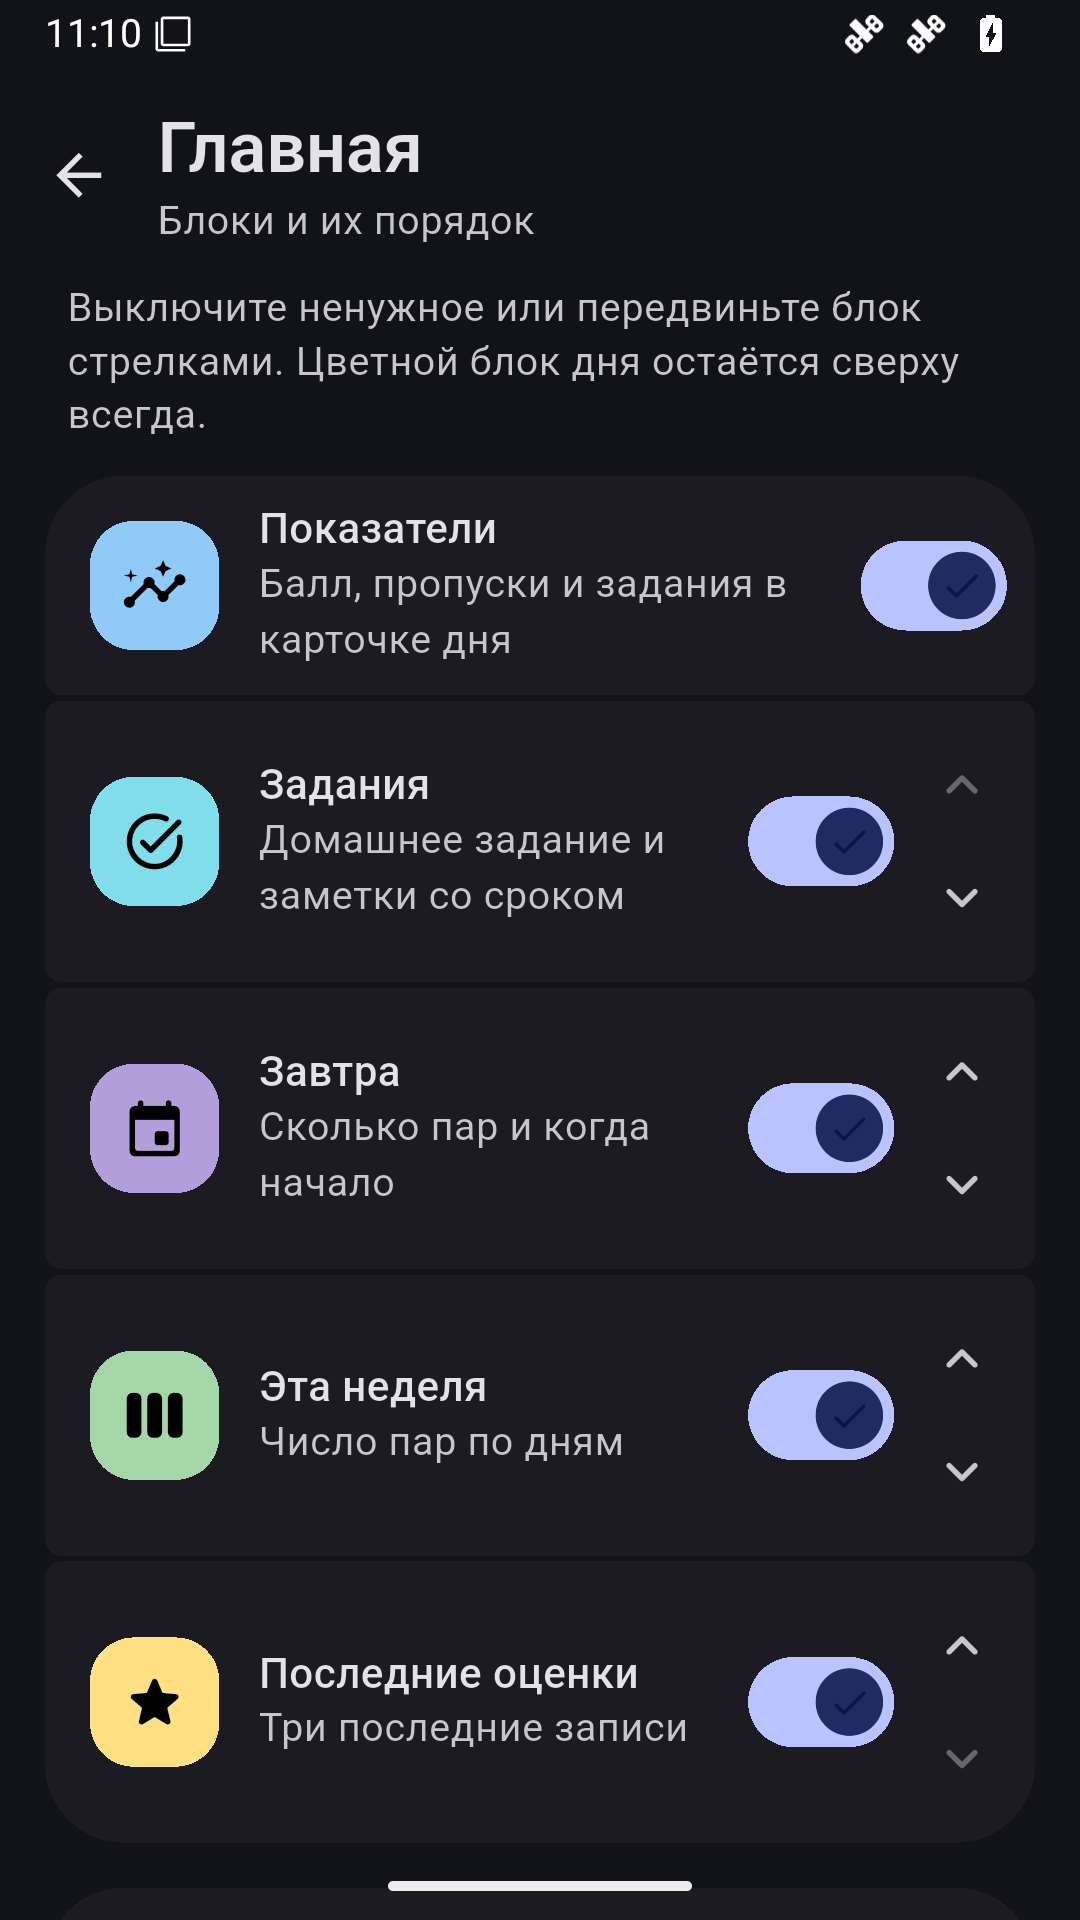 11:10
Главная
Блоки и их порядок
Выключите ненужное или передвиньте блок
стрелками. Цветной блок дня остаётся сверху
всегда.
Показатели
Балл, пропуски и задания в
карточке дня
Задания
Домашнее задание и
заметки со сроком
Завтра
Сколько пар и когда
начало
Эта неделя
Число пар по дням
Последние оценки
Три последние записи